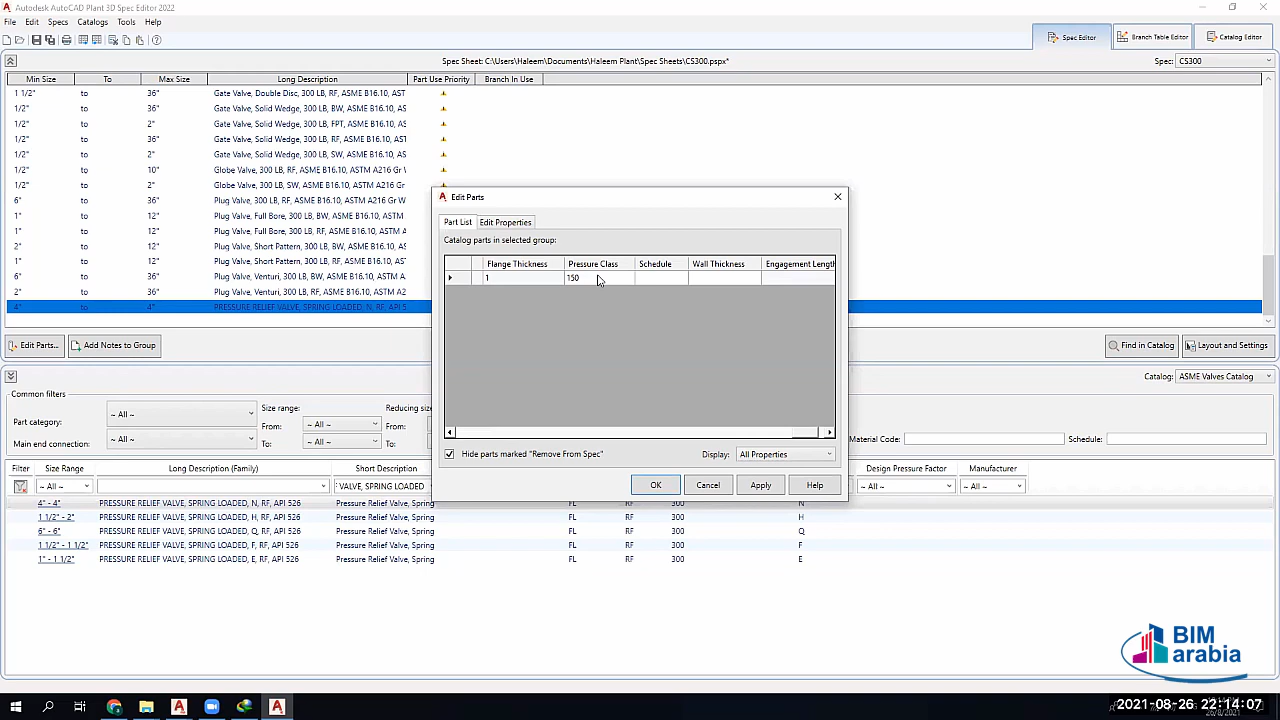 Autodesk AutoCAD Plant 3D Spec Editor 2022
File Edit Specs Catalogs Tools Help
Spec Editor Branch Table Editor Catalog Editor
Spec Sheet: C:\Users\Haleem\Documents\Haleem Plant\Spec Sheets\CS300.pspx* Spec: CS300
Min Size To Max Size Long Description Part Use Priority Branch In Use
1 1/2" to 36" Gate Valve, Double Disc, 300 LB, RF, ASME B16.10, AST
1/2" to 36" Gate Valve, Solid Wedge, 300 LB, BW, ASME B16.10, AS
1/2" to 2" Gate Valve, Solid Wedge, 300 LB, FPT, ASME B16.10, AS
1/2" to 36" Gate Valve, Solid Wedge, 300 LB, RF, ASME B16.10, AS
1/2" to 2" Gate Valve, Solid Wedge, 300 LB, SW, ASME B16.10, AS
1/2" to 10" Globe Valve, 300 LB, RF, ASME B16.10, ASTM A216 Gr V
1/2" to 2" Globe Valve, 300 LB, SW, ASME B16.10, ASTM A216 Gr
6" to 36" Plug Valve, 300 LB, RF, ASME B16.10, ASTM A216 Gr W
1" to 12" Plug Valve, Full Bore, 300 LB, BW, ASME B16.10, ASTM
1" to 12" Plug Valve, Full Bore, 300 LB, RF, ASME B16.10, ASTM
2" to 12" Plug Valve, Short Pattern, 300 LB, BW, ASME B16.10, A
1" to 12" Plug Valve, Short Pattern, 300 LB, RF, ASME B16.10, AS
6" to 36" Plug Valve, Venturi, 300 LB, BW, ASME B16.10, ASTM A
2" to 36" Plug Valve, Venturi, 300 LB, RF, ASME B16.10, ASTM A
4" to 4" PRESSURE RELIEF VALVE, SPRING LOADED, N, RF, API 5
Edit Parts
Part List Edit Properties
Catalog parts in selected group:
Flange Thickness Pressure Class Schedule Wall Thickness Engagement Length
1 150
Hide parts marked "Remove From Spec" Display: All Properties
OK Cancel Apply Help
Edit Parts... Add Notes to Group Find in Catalog Layout and Settings
Catalog: ASME Valves Catalog
Common filters
Part category: ~ All ~ Size range: Reducing size
From: ~ All ~ From:
Main end connection: ~ All ~ To: ~ All ~ To: Material Code: Schedule:
Filter Size Range Long Description (Family) Short Description Design Pressure Factor Manufacturer
~ All ~ VALVE, SPRING LOADED ~ All ~ ~ All ~
4" - 4" PRESSURE RELIEF VALVE, SPRING LOADED, N, RF, API 526 Pressure Relief Valve, Spring FL RF 300 N
1 1/2" - 2" PRESSURE RELIEF VALVE, SPRING LOADED, H, RF, API 526 Pressure Relief Valve, Spring FL RF 300 H
6" - 6" PRESSURE RELIEF VALVE, SPRING LOADED, Q, RF, API 526 Pressure Relief Valve, Spring FL RF 300 Q
1 1/2" - 1 1/2" PRESSURE RELIEF VALVE, SPRING LOADED, F, RF, API 526 Pressure Relief Valve, Spring FL RF 300 F
1" - 1 1/2" PRESSURE RELIEF VALVE, SPRING LOADED, E, RF, API 526 Pressure Relief Valve, Spring FL RF 300 E
BIM
arabia
2021-08-26 22:14:07